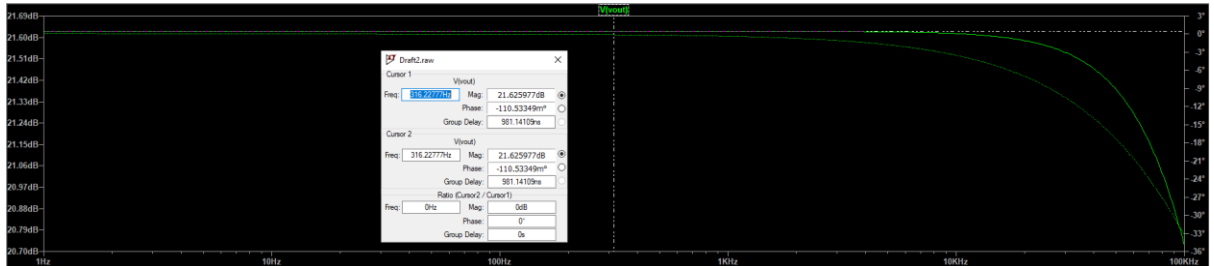 V(vout)
21.69dB 3°
21.60dB 0°
21.51dB -3°
21.42dB -6°
21.33dB -9°
21.24dB -12°
21.15dB -15°
21.06dB -18°
20.97dB -21°
20.88dB -24°
20.79dB -27°
20.70dB -30°
-33°
-36°
1Hz 10Hz 100Hz 1KHz 10KHz 100KHz
Draft2.raw
Cursor 1
V(vout)
Freq: 316.22777Hz Mag: 21.625977dB
Phase: -110.53349m°
Group Delay: 981.14109ns
Cursor 2
V(vout)
Freq: 316.22777Hz Mag: 21.625977dB
Phase: -110.53349m°
Group Delay: 981.14109ns
Ratio (Cursor2 / Cursor1)
Freq: 0Hz Mag: 0dB
Phase: 0°
Group Delay: 0s